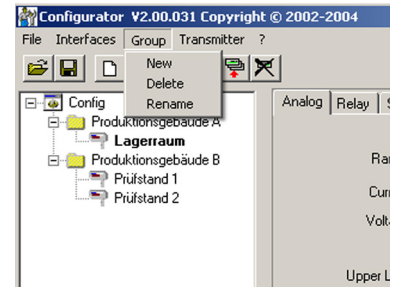 Configurator V2.00.031 Copyright © 2002-2004
File Interfaces Group Transmitter ?
New
Delete
Rename
Config
Produktionsgebäude A
Lagerraum
Produktionsgebäude B
Prüfstand 1
Prüfstand 2
Analog Relay
Upper